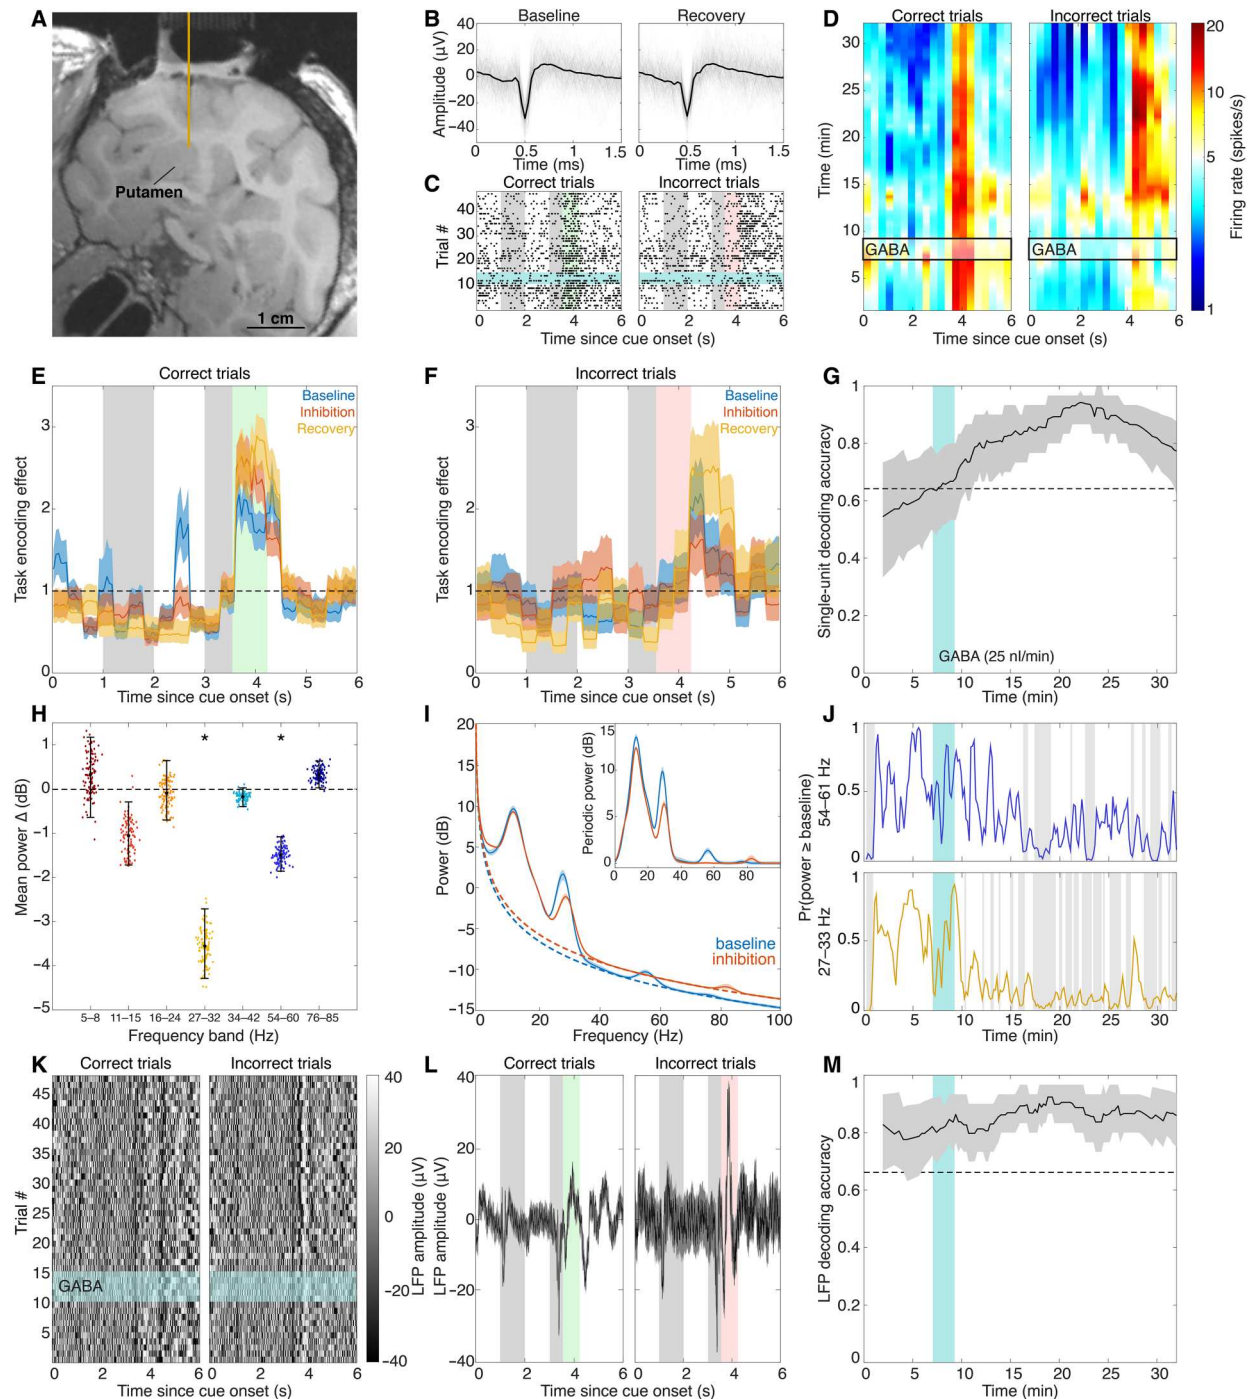 A
Putamen
1 cm
B
Baseline
Recovery
Amplitude (μV)
40
20
0
−20
−40
0 0.5 1 1.5
0 0.5 1 1.5
Time (ms)
Time (ms)
C
Correct trials
Incorrect trials
Trial #
40
30
20
10
0 2 4 6
0 2 4 6
Time since cue onset (s)
D
Correct trials
Incorrect trials
Time (min)
30
25
20
15
10
5
GABA
GABA
0 2 4 6
0 2 4 6
Time since cue onset (s)
20
10
5
1
Firing rate (spikes/s)
E
Correct trials
Baseline
Inhibition
Recovery
Task encoding effect
3
2
1
0
0 1 2 3 4 5 6
Time since cue onset (s)
F
Incorrect trials
Baseline
Inhibition
Recovery
Task encoding effect
3
2
1
0
0 1 2 3 4 5 6
Time since cue onset (s)
G
Single-unit decoding accuracy
1
0.8
0.6
0.4
0.2
0
GABA (25 nl/min)
0 5 10 15 20 25 30
Time (min)
H
Mean power Δ (dB)
1
0
−1
−2
−3
−4
−5
* *
5–8 11–15 16–24 27–32 34–42 54–60 76–85
Frequency band (Hz)
I
Power (dB)
20
15
10
5
0
−5
−10
−15
Periodic power (dB)
15
10
5
0
0 20 40 60 80 100
baseline
inhibition
0 20 40 60 80 100
Frequency (Hz)
J
Pr(power ≥ baseline)
54–61 Hz
1
0.5
0
27–33 Hz
1
0.5
0
0 5 10 15 20 25 30
Time (min)
K
Correct trials
Incorrect trials
Trial #
45
40
35
30
25
20
15
10
5
GABA
0 2 4 6
0 2 4 6
Time since cue onset (s)
40
20
0
−20
−40
LFP amplitude (μV)
L
Correct trials
Incorrect trials
LFP amplitude (μV)
40
20
0
−20
−40
0 2 4 6
0 2 4 6
Time since cue onset (s)
M
LFP decoding accuracy
1
0.8
0.6
0.4
0.2
0
0 5 10 15 20 25 30
Time (min)